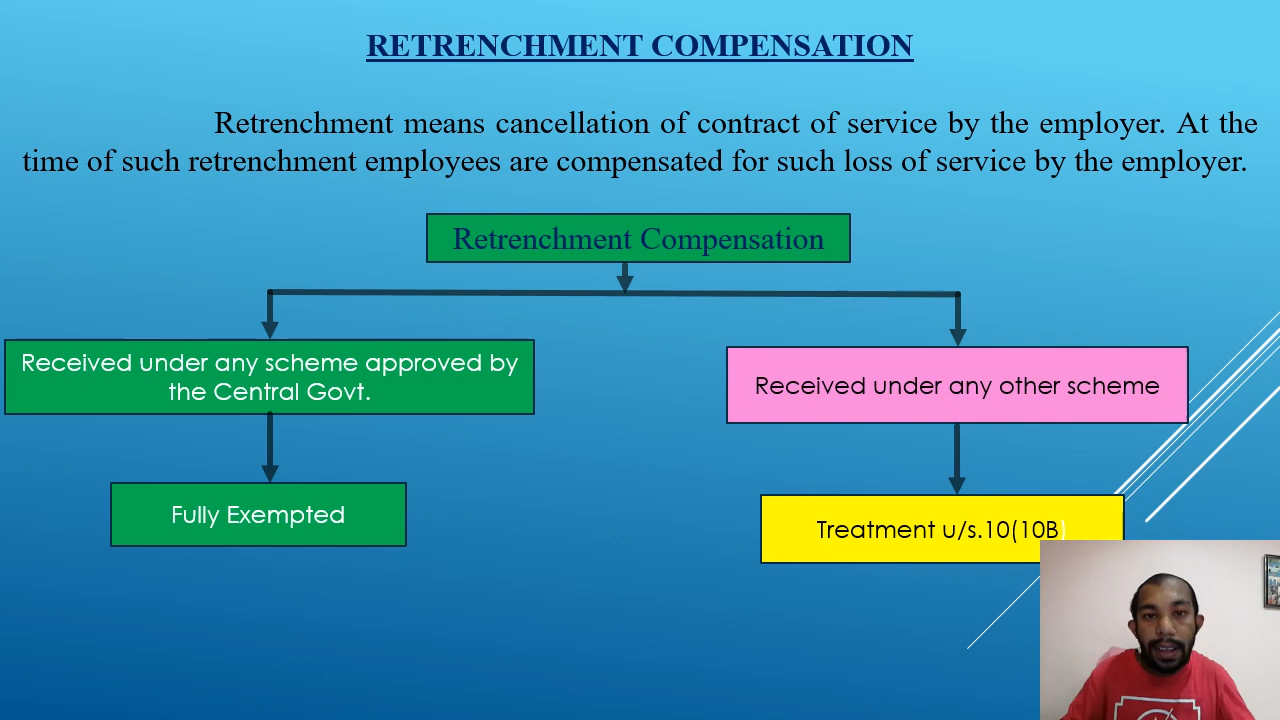 RETRENCHMENT COMPENSATION
Retrenchment means cancellation of contract of service by the employer. At the
time of such retrenchment employees are compensated for such loss of service by the employer.
Retrenchment Compensation
Received under any scheme approved by
the Central Govt.
Received under any other scheme
Fully Exempted
Treatment u/s.10(10B)